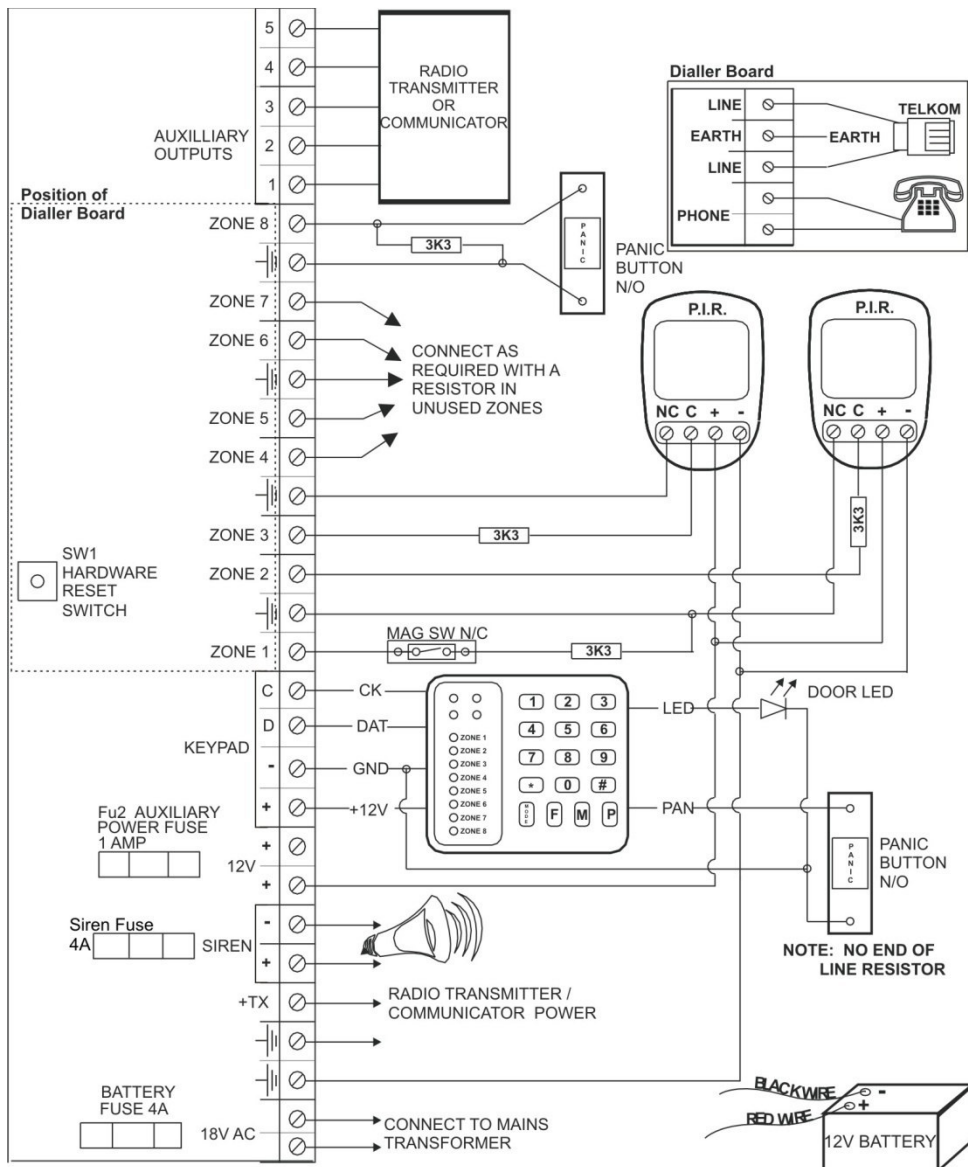 5
4
3
2
1
AUXILLIARY
OUTPUTS
RADIO
TRANSMITTER
OR
COMMUNICATOR
Dialler Board
LINE
EARTH
LINE
PHONE
EARTH
TELKOM
Position of
Dialler Board
ZONE 8
3K3
PANIC
PANIC
BUTTON
N/O
ZONE 7
ZONE 6
ZONE 5
ZONE 4
CONNECT AS
REQUIRED WITH A
RESISTOR IN
UNUSED ZONES
P.I.R.
NC C + -
P.I.R.
NC C + -
ZONE 3
3K3
3K3
SW1
HARDWARE
RESET
SWITCH
ZONE 2
ZONE 1
MAG SW N/C
3K3
KEYPAD
C
D
-
+
CK
DAT
GND
+12V
ZONE 1
ZONE 2
ZONE 3
ZONE 4
ZONE 5
ZONE 6
ZONE 7
ZONE 8
1 2 3
4 5 6
7 8 9
* 0 #
MODE F M P
LED
DOOR LED
PAN
PANIC
PANIC
BUTTON
N/O
NOTE: NO END OF
LINE RESISTOR
Fu2 AUXILIARY
POWER FUSE
1 AMP
+
12V
+
Siren Fuse
4A
SIREN
-
+
+TX
RADIO TRANSMITTER /
COMMUNICATOR POWER
BATTERY
FUSE 4A
18V AC
CONNECT TO MAINS
TRANSFORMER
BLACK WIRE
RED WIRE
-
+
12V BATTERY